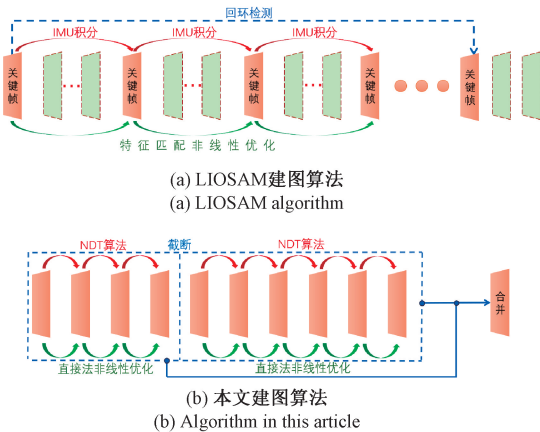 回环检测
IMU积分 IMU积分 IMU积分
关键帧 关键帧 关键帧 关键帧 关键帧
特征匹配非线性优化
(a) LIOSAM建图算法
(a) LIOSAM algorithm
NDT算法 截断 NDT算法
合并
直接法非线性优化 直接法非线性优化
(b) 本文建图算法
(b) Algorithm in this article